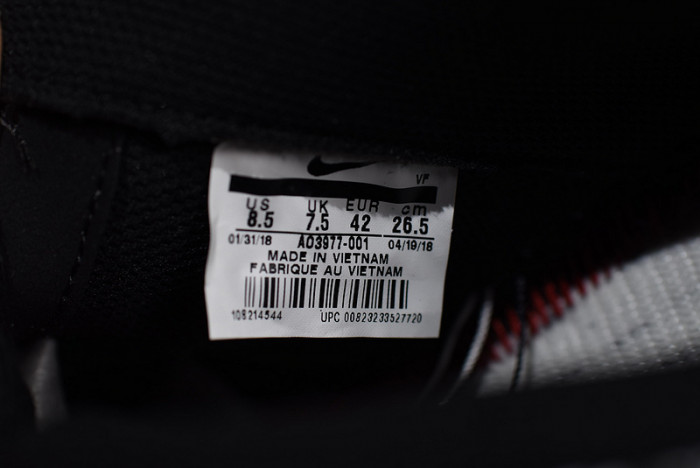 VF
US UK EUR cm
8.5 7.5 42 26.5
01/31/18 AO3977-001 04/19/18
MADE IN VIETNAM
FABRIQUE AU VIETNAM
108214544 UPC 00823233527720